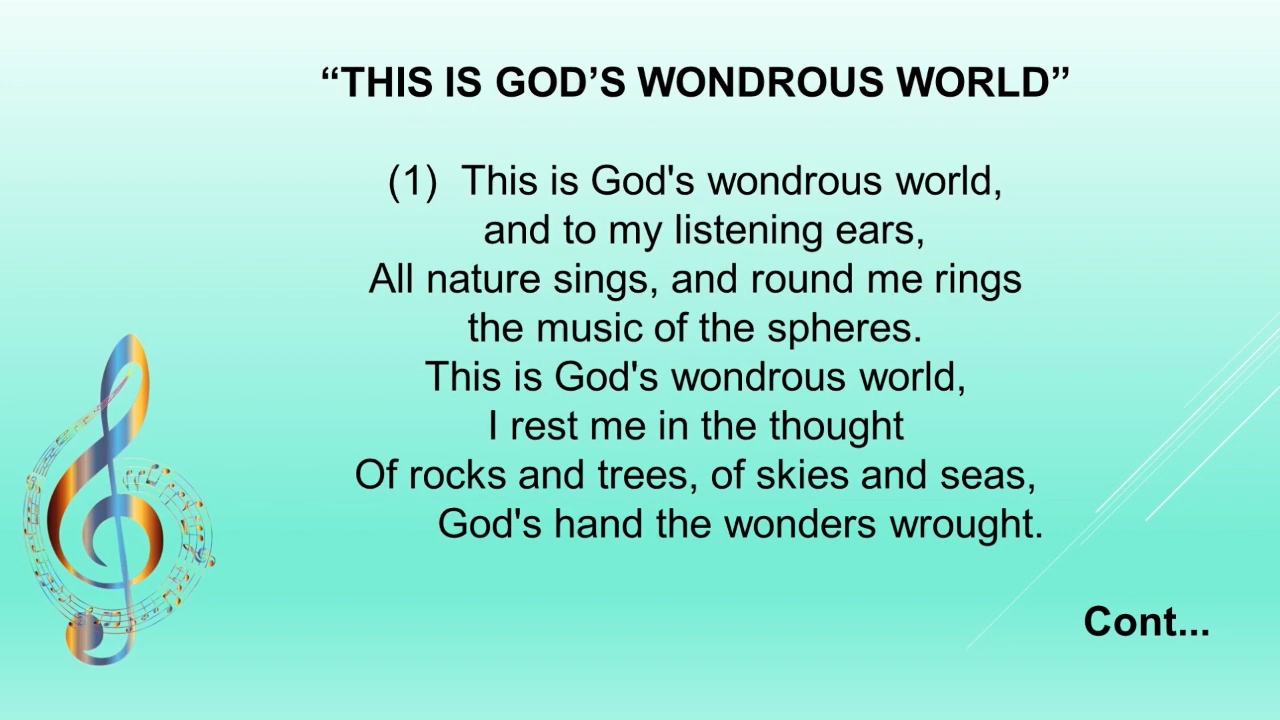 “THIS IS GOD’S WONDROUS WORLD”
(1) This is God's wondrous world,
and to my listening ears,
All nature sings, and round me rings
the music of the spheres.
This is God's wondrous world,
I rest me in the thought
Of rocks and trees, of skies and seas,
God's hand the wonders wrought.
Cont...